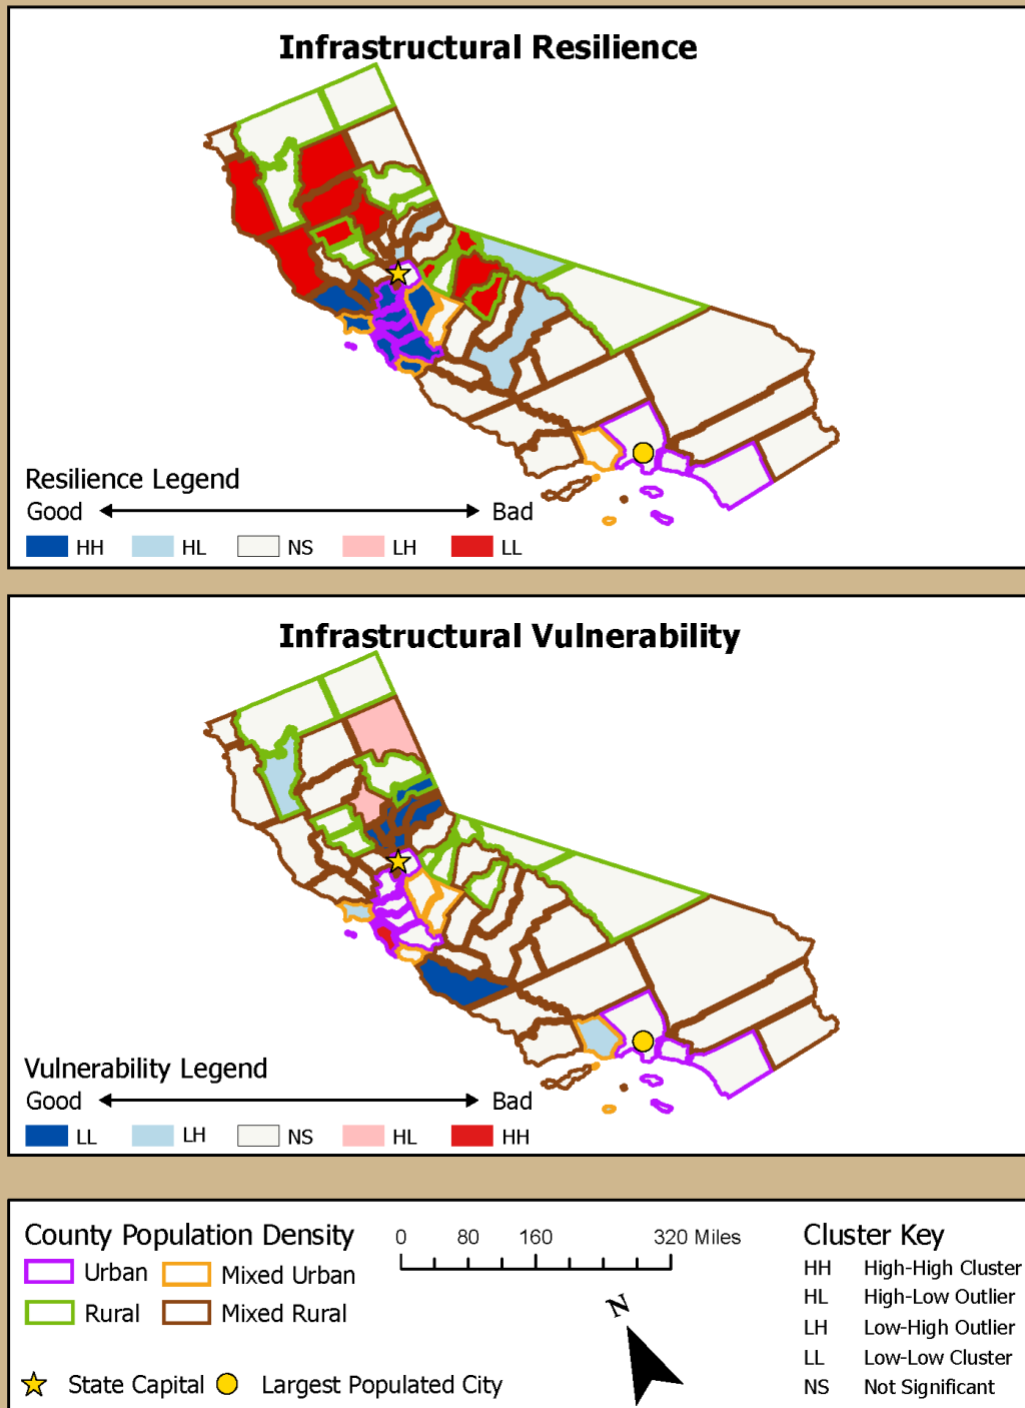 Infrastructural Resilience
Resilience Legend
Good Bad
HH HL NS LH LL
Infrastructural Vulnerability
Vulnerability Legend
Good Bad
LL LH NS HL HH
County Population Density
Urban Mixed Urban
Rural Mixed Rural
State Capital Largest Populated City
0 80 160 320 Miles
N
Cluster Key
HH High-High Cluster
HL High-Low Outlier
LH Low-High Outlier
LL Low-Low Cluster
NS Not Significant